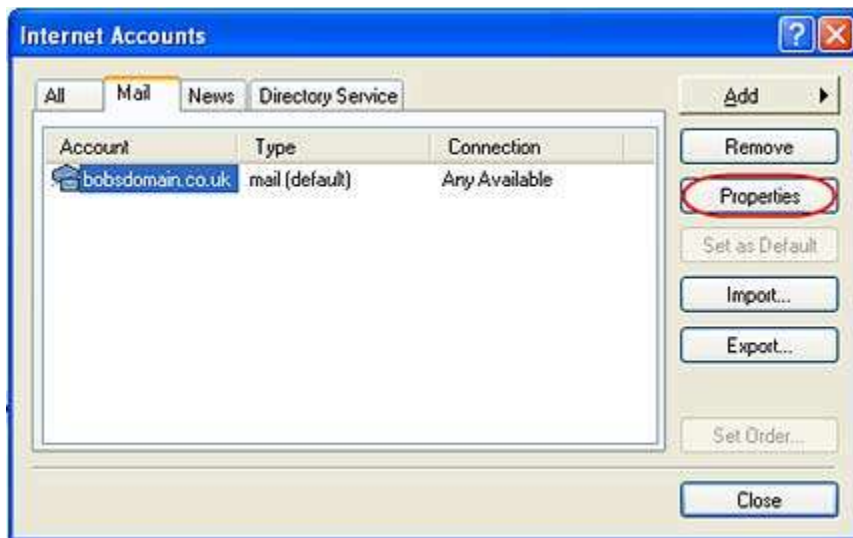 Internet Accounts
?
All Mail News Directory Service
Add
Account Type Connection
Remove
bobsdomain.co.uk mail (default) Any Available
Properties
Set as Default
Import...
Export...
Set Order...
Close